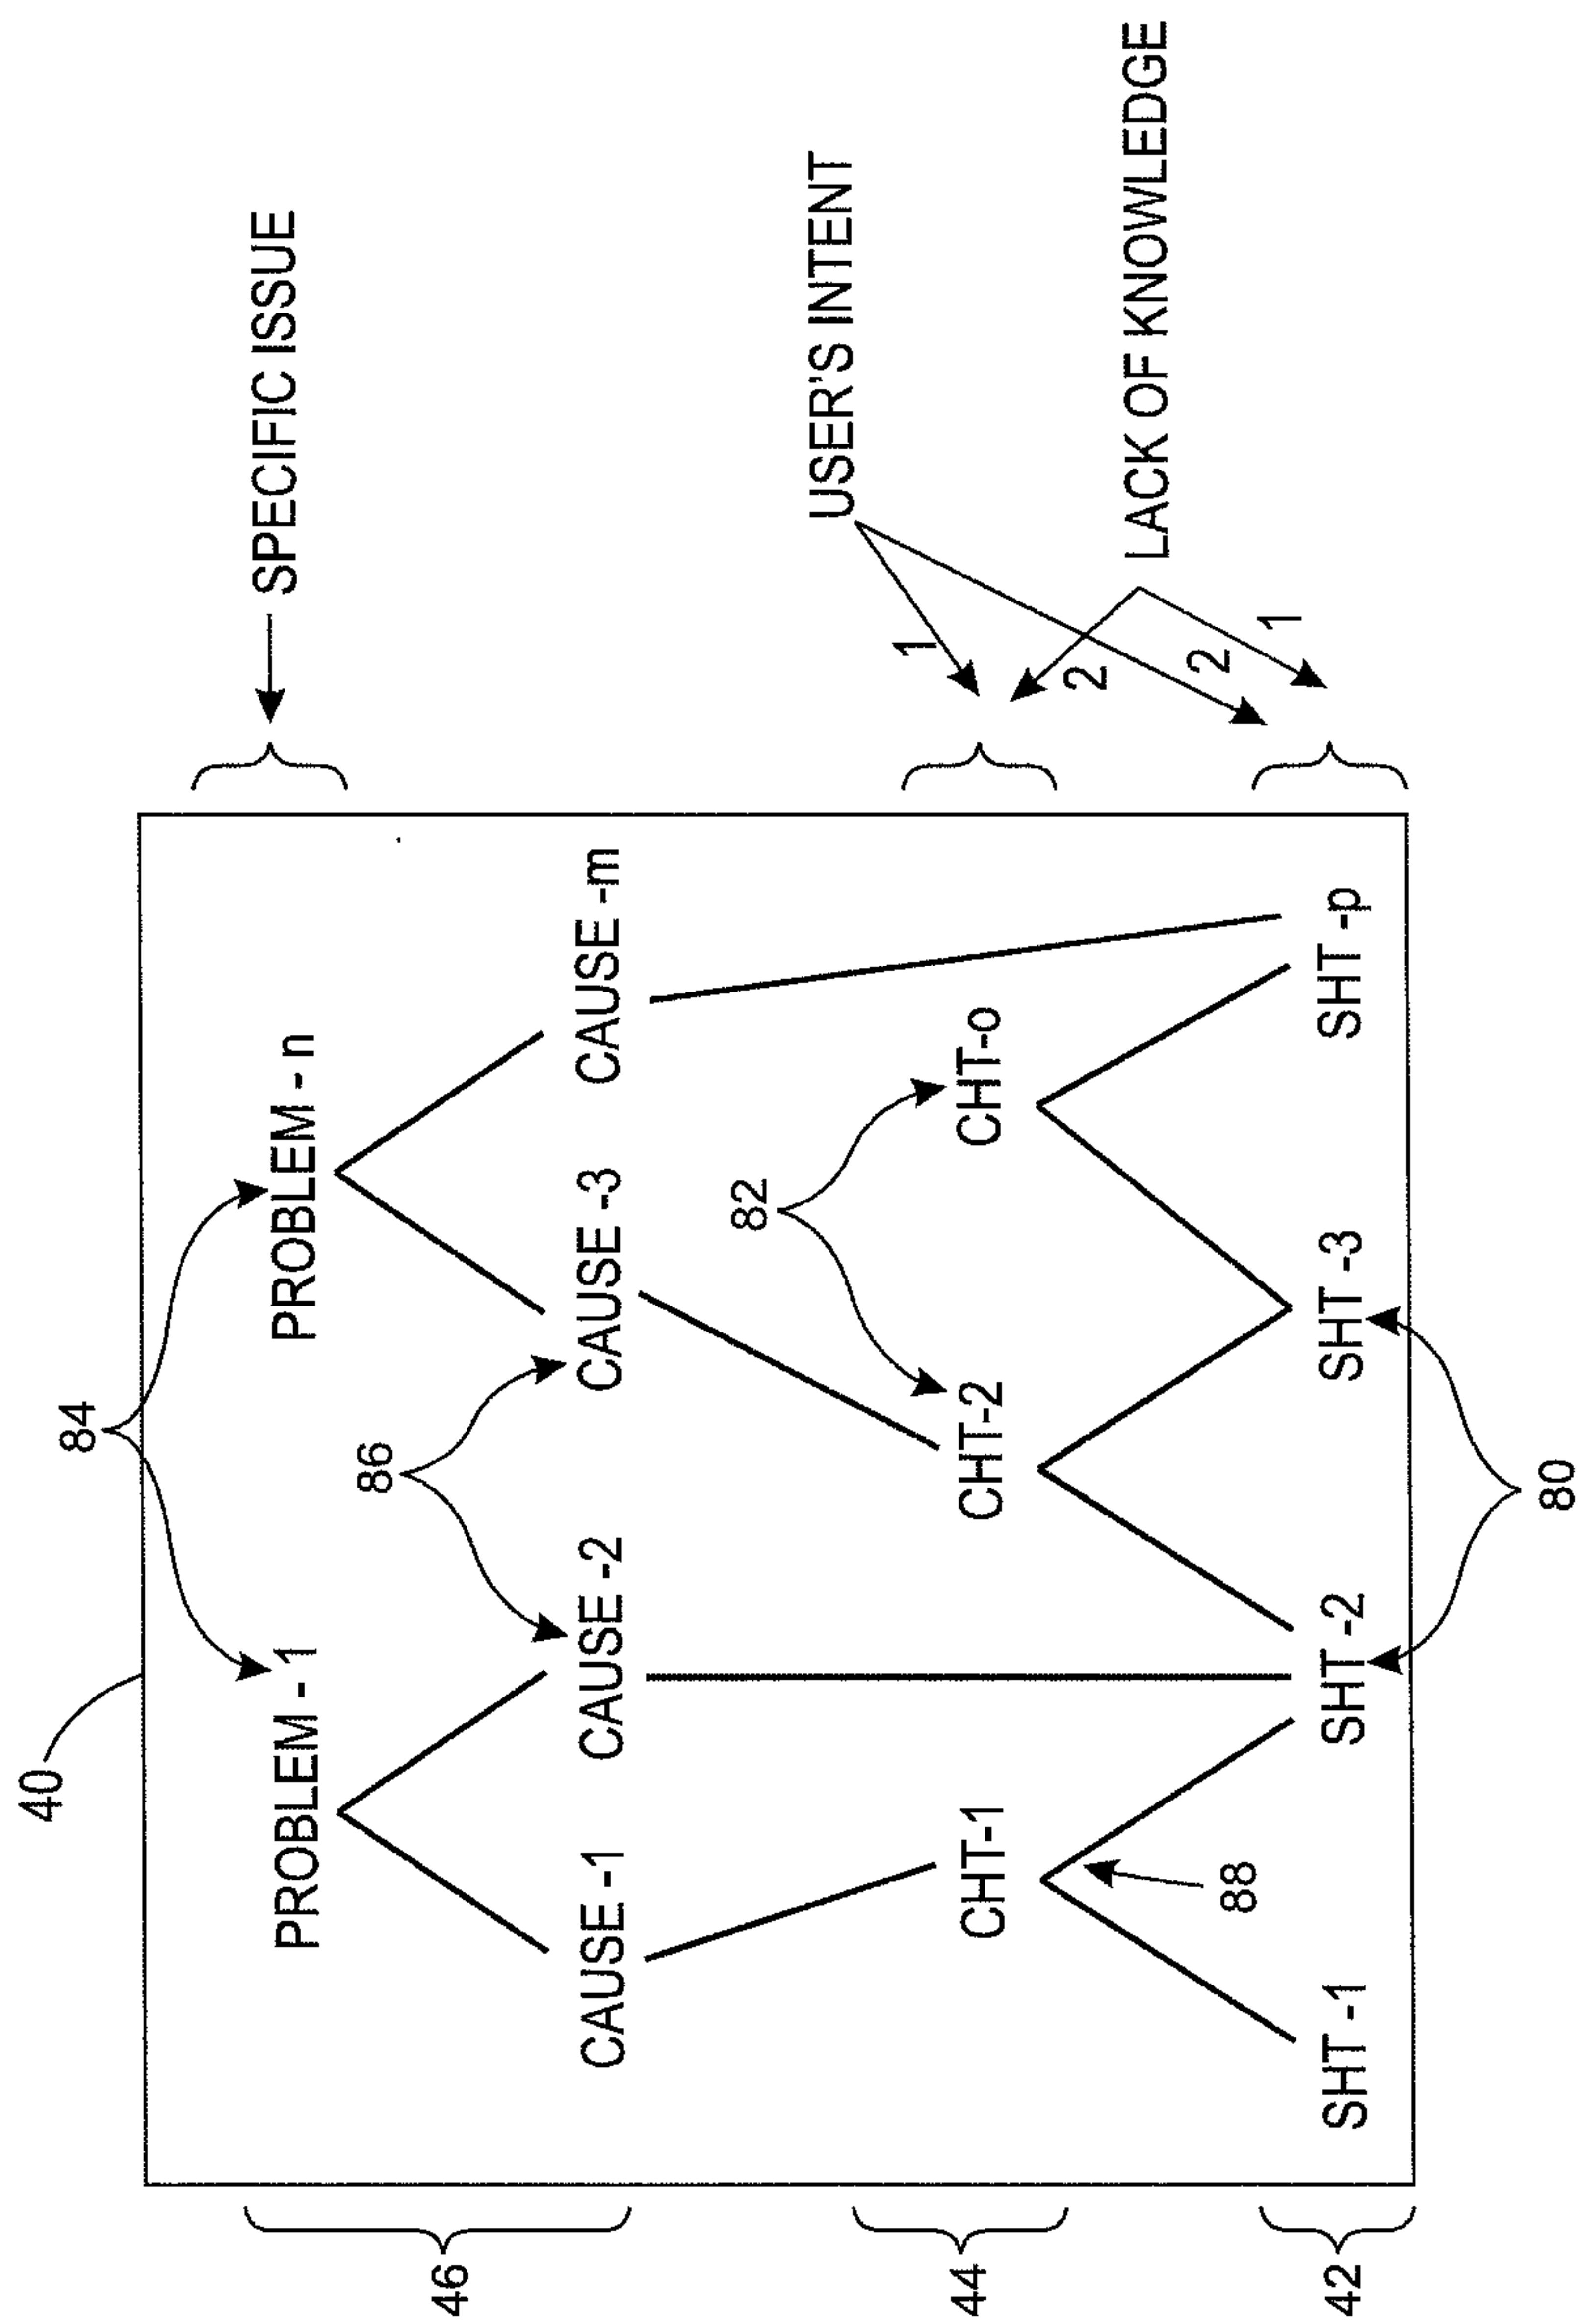 40
84
PROBLEM - 1
PROBLEM - n
SPECIFIC ISSUE
46
86
CAUSE -1
CAUSE -2
CAUSE -3
CAUSE -m
82
USER'S INTENT
44
CHT-1
CHT-2
CHT-o
1
2
2
1
LACK OF KNOWLEDGE
88
42
SHT -1
SHT -2
SHT -3
SHT -p
80